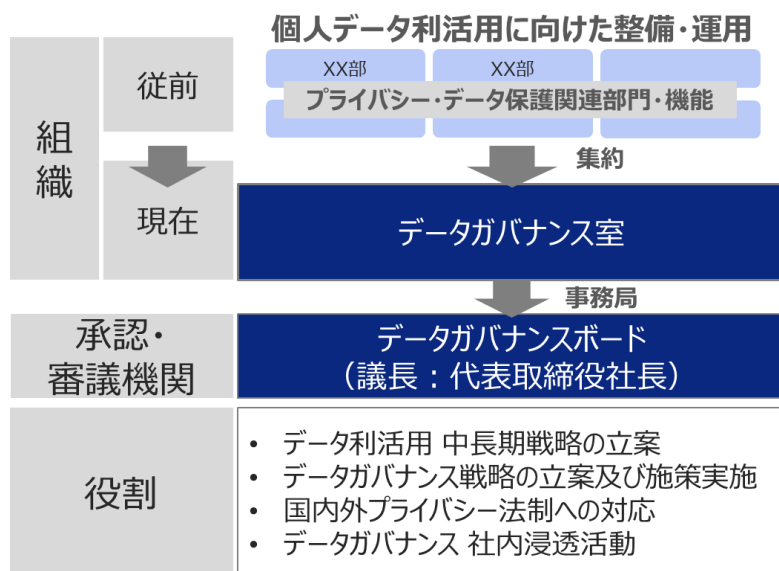 個人データ利活用に向けた整備・運用
組織
従前
XX部
XX部
プライバシー・データ保護関連部門・機能
集約
現在
データガバナンス室
事務局
承認・
審議機関
データガバナンスボード
（議長：代表取締役社長）
役割
• データ利活用 中長期戦略の立案
• データガバナンス戦略の立案及び施策実施
• 国内外プライバシー法制への対応
• データガバナンス 社内浸透活動